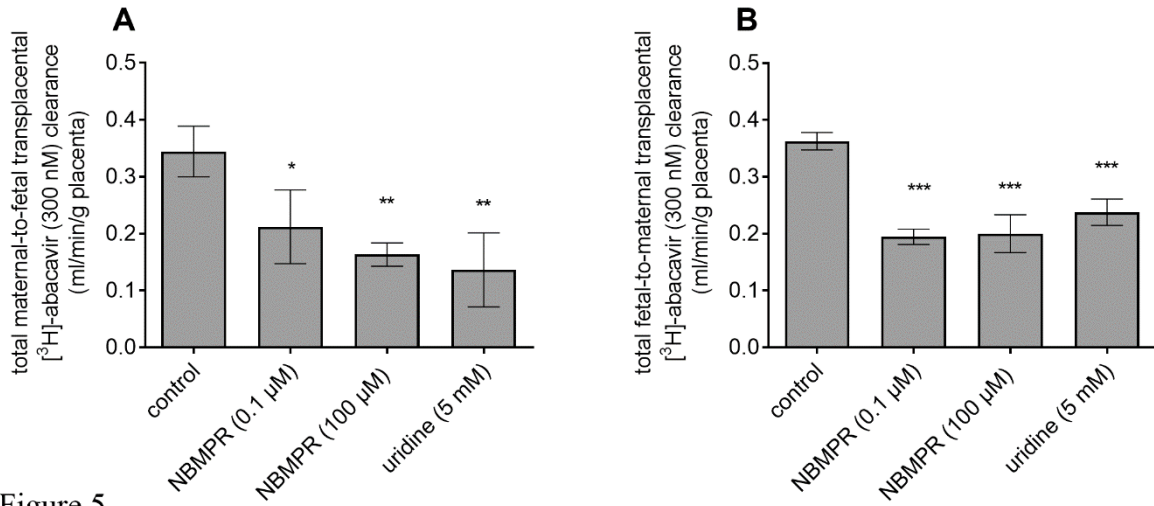 A
total maternal-to-fetal transplacental
[³H]-abacavir (300 nM) clearance
(ml/min/g placenta)
0.5
0.4
0.3
0.2
0.1
0.0
*
**
**
control
NBMPR (0.1 µM)
NBMPR (100 µM)
uridine (5 mM)
B
total fetal-to-maternal transplacental
[³H]-abacavir (300 nM) clearance
(ml/min/g placenta)
0.5
0.4
0.3
0.2
0.1
0.0
***
***
***
control
NBMPR (0.1 µM)
NBMPR (100 µM)
uridine (5 mM)
Figure 5